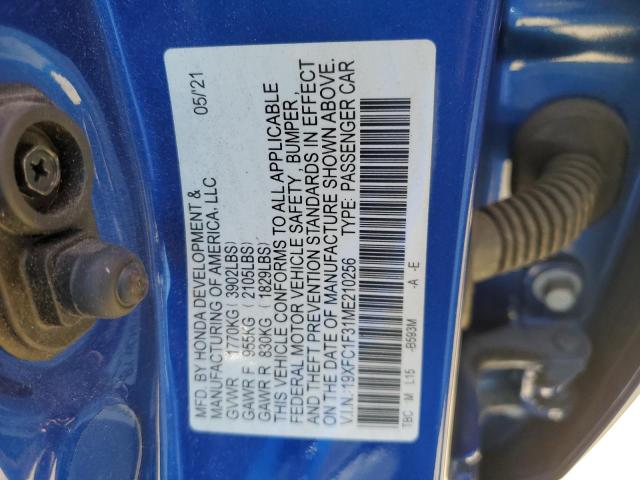 MFD. BY HONDA DEVELOPMENT & 05/'21
MANUFACTURING OF AMERICA, LLC
GVWR 1770KG(3902LBS)
GAWR F 955KG (2105LBS)
GAWR R 830KG (1829LBS)
THIS VEHICLE CONFORMS TO ALL APPLICABLE
FEDERAL MOTOR VEHICLE SAFETY, BUMPER,
AND THEFT PREVENTION STANDARDS IN EFFECT
ON THE DATE OF MANUFACTURE SHOWN ABOVE.
V.I.N.:19XFC1F31ME210256 TYPE: PASSENGER CAR
TBC M L15 -B593M -A -E